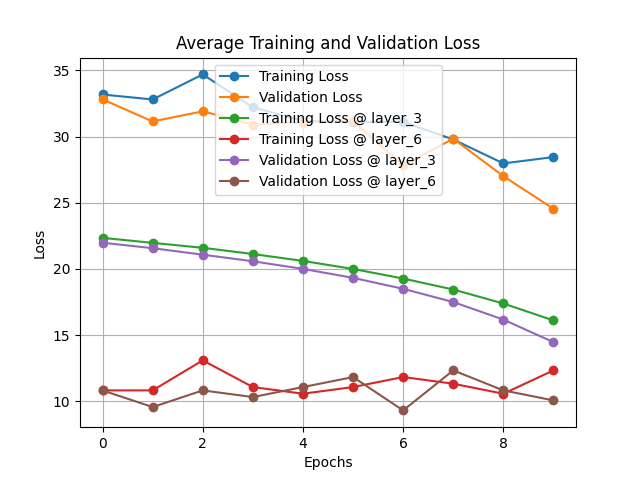 Average Training and Validation Loss
Training Loss
Validation Loss
Training Loss @ layer_3
Training Loss @ layer_6
Validation Loss @ layer_3
Validation Loss @ layer_6
Loss
35
30
25
20
15
10
0
2
4
6
8
Epochs